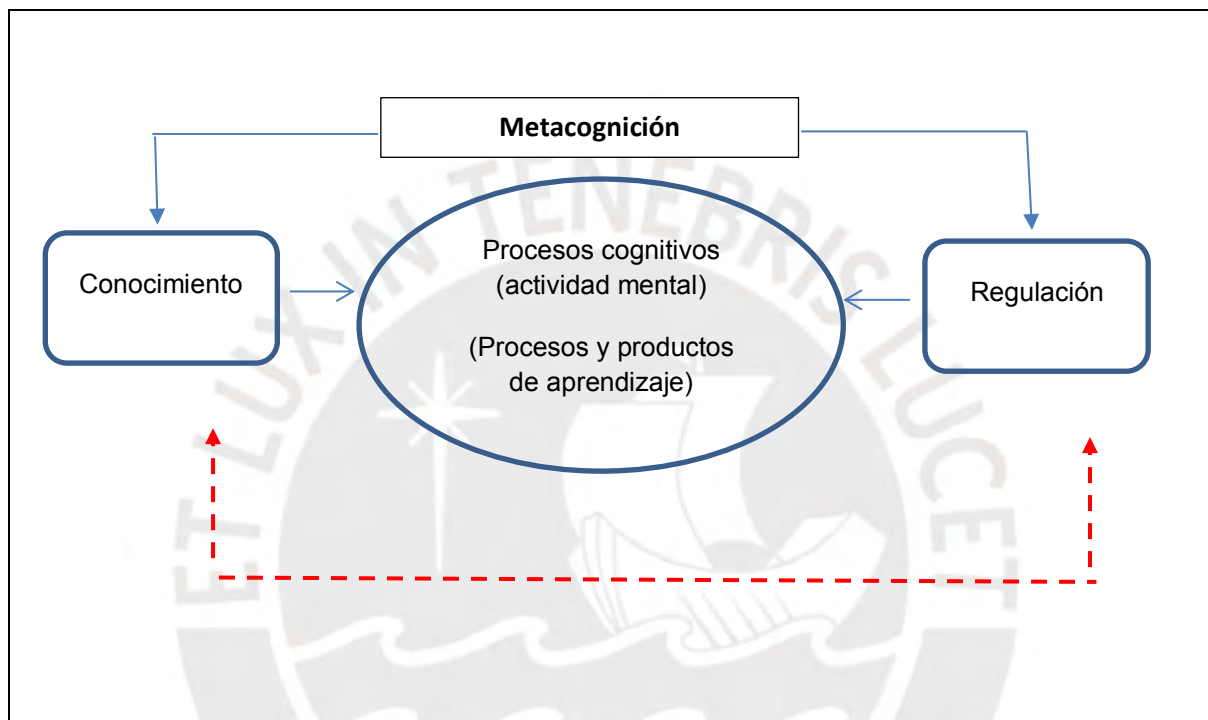 Metacognición
Conocimiento
Procesos cognitivos
(actividad mental)
(Procesos y productos
de aprendizaje)
Regulación
ET LUX IN TENEBRIS LUCET